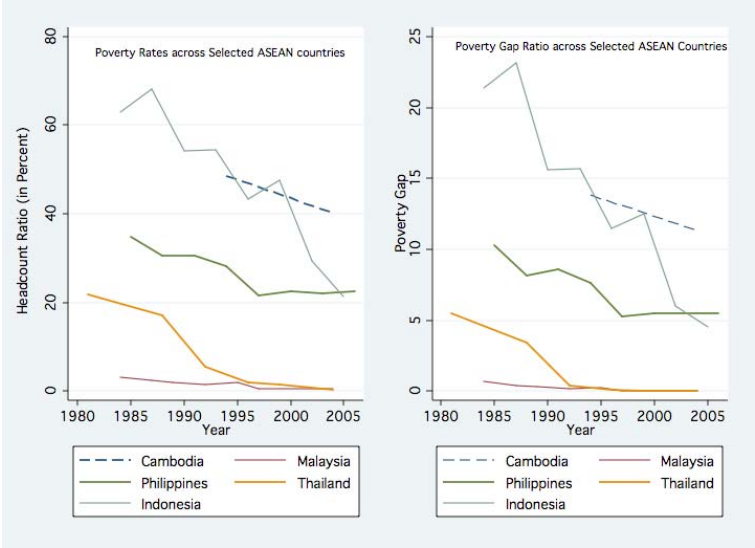 Poverty Rates across Selected ASEAN countries
Headcount Ratio (in Percent)
80
60
40
20
0
1980 1985 1990 1995 2000 2005
Year
Cambodia Malaysia
Philippines Thailand
Indonesia
Poverty Gap Ratio across Selected ASEAN Countries
Poverty Gap
25
20
15
10
5
0
1980 1985 1990 1995 2000 2005
Year
Cambodia Malaysia
Philippines Thailand
Indonesia